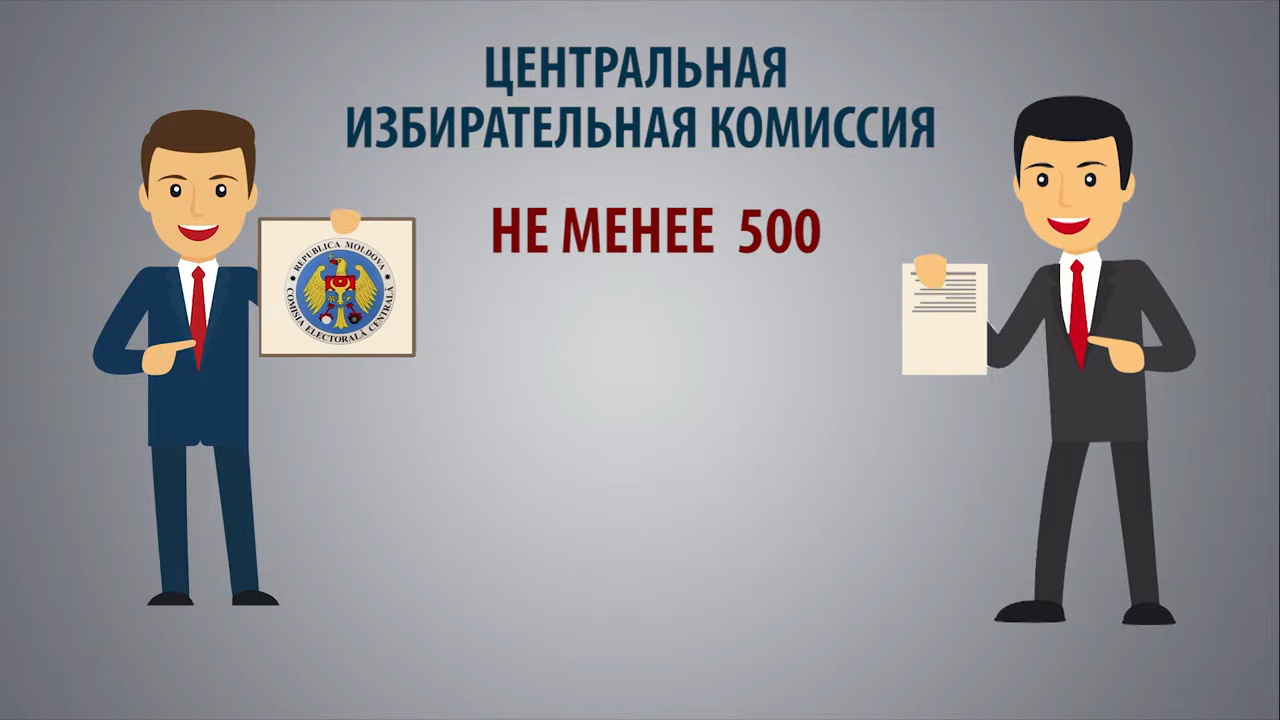 ЦЕНТРАЛЬНАЯ
ИЗБИРАТЕЛЬНАЯ КОМИССИЯ
НЕ МЕНЕЕ 500
REPUBLICA MOLDOVA
COMISIA ELECTORALĂ CENTRALĂ